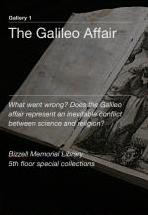 Gallery 1
The Galileo Affair
What went wrong? Does the Galileo
affair represent an inevitable conflict
between science and religion?
Bizzell Memorial Library,
5th floor special collections